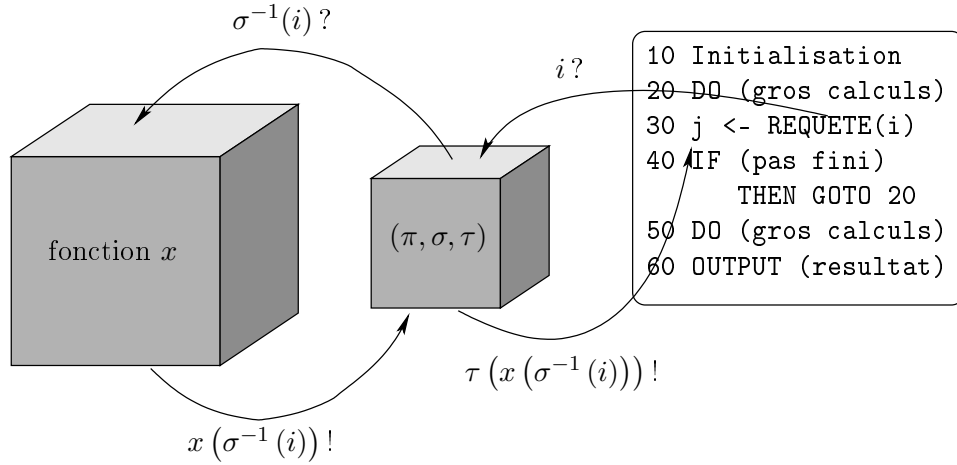 σ⁻¹(i) ?
i ?
10 Initialisation
20 DO (gros calculs)
30 j <- REQUETE(i)
40 IF (pas fini)
THEN GOTO 20
50 DO (gros calculs)
60 OUTPUT (resultat)
fonction x
(π, σ, τ)
τ (x (σ⁻¹ (i))) !
x (σ⁻¹ (i)) !